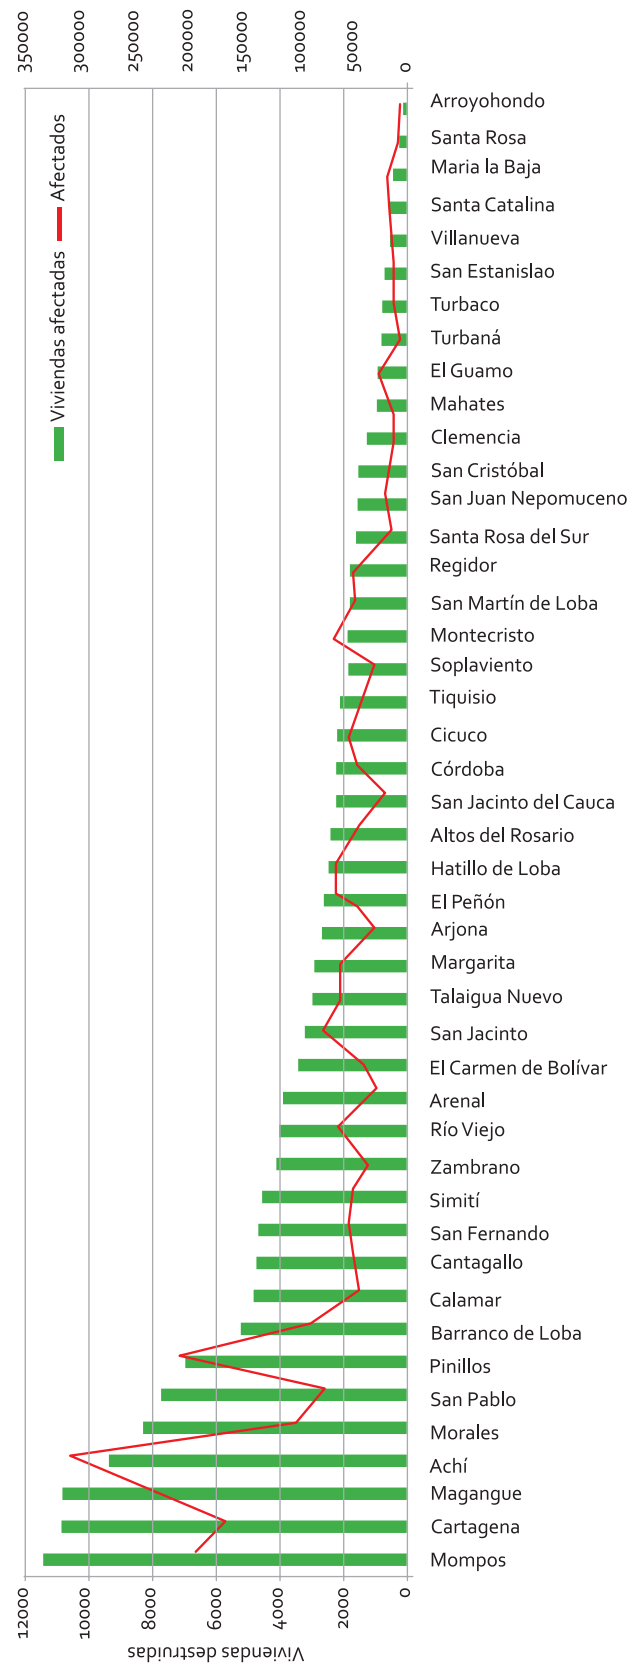 350000
300000
150000
200000
150000
100000
50000
0
Viviendas afectadas
Afectados
Arroyohondo
Santa Rosa
Maria la Baja
Santa Catalina
Villanueva
San Estanislao
Turbaco
Turbaná
El Guamo
Mahates
Clemencia
San Cristóbal
San Juan Nepomuceno
Santa Rosa del Sur
Regidor
San Martín de Loba
Montecristo
Soplaviento
Tiquisio
Cicuco
Córdoba
San Jacinto del Cauca
Altos del Rosario
Hatillo de Loba
El Peñón
Arjona
Margarita
Talaigua Nuevo
San Jacinto
El Carmen de Bolívar
Arenal
Río Viejo
Zambrano
Simití
San Fernando
Cantagallo
Calamar
Barranco de Loba
Pinillos
San Pablo
Morales
Achí
Magangue
Cartagena
Mompos
12000
10000
8000
6000
4000
2000
0
Viviendas destruidas